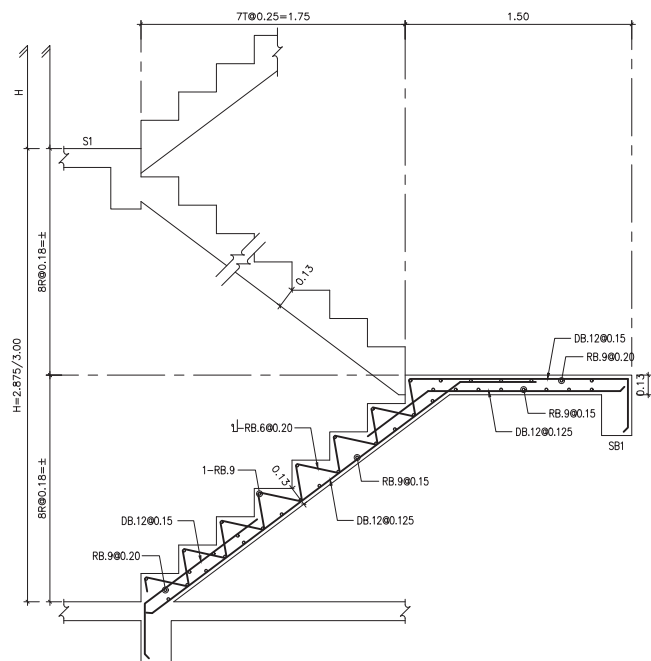 7T@0.25=1.75
1.50
H
S1
8R@0.18=±
0.13
H=2.875/3.00
DB.12@0.15
RB.9@0.20
0.13
RB.9@0.15
DB.12@0.125
SB1
ป-RB.6@0.20
1-RB.9
0.13
RB.9@0.15
8R@0.18=±
DB.12@0.125
DB.12@0.15
RB.9@0.20